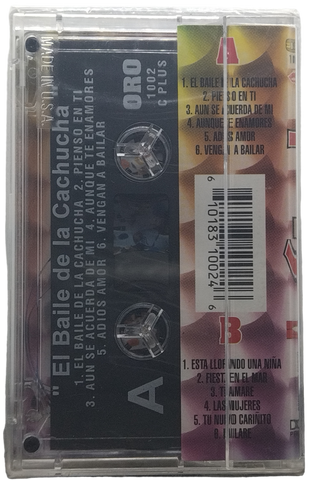 MADE IN U.S.A.
" El Baile de la Cachucha
1. EL BAILE DE LA CACHUCHA 2. PIENSO EN TI
3. AUN SE ACUERDA DE MI 4. AUNQUE TE ENAMORES
5. ADIOS AMOR 6. VENGAN A BAILAR
A
ORO
1002
C PLUS
A
1. EL BAILE DE LA CACHUCHA
2. PIENSO EN TI
3. AUN SE ACUERDA DE MI
4. AUNQUE TE ENAMORES
5. ADIOS AMOR
6. VENGAN A BAILAR
6 10183 10024 6
B
1. ESTA LLORANDO UNA NIÑA
2. FIESTA EN EL MAR
3. TE AMARE
4. LAS MUJERES
5. TU NUEVO CARIÑITO
6. BAILARE